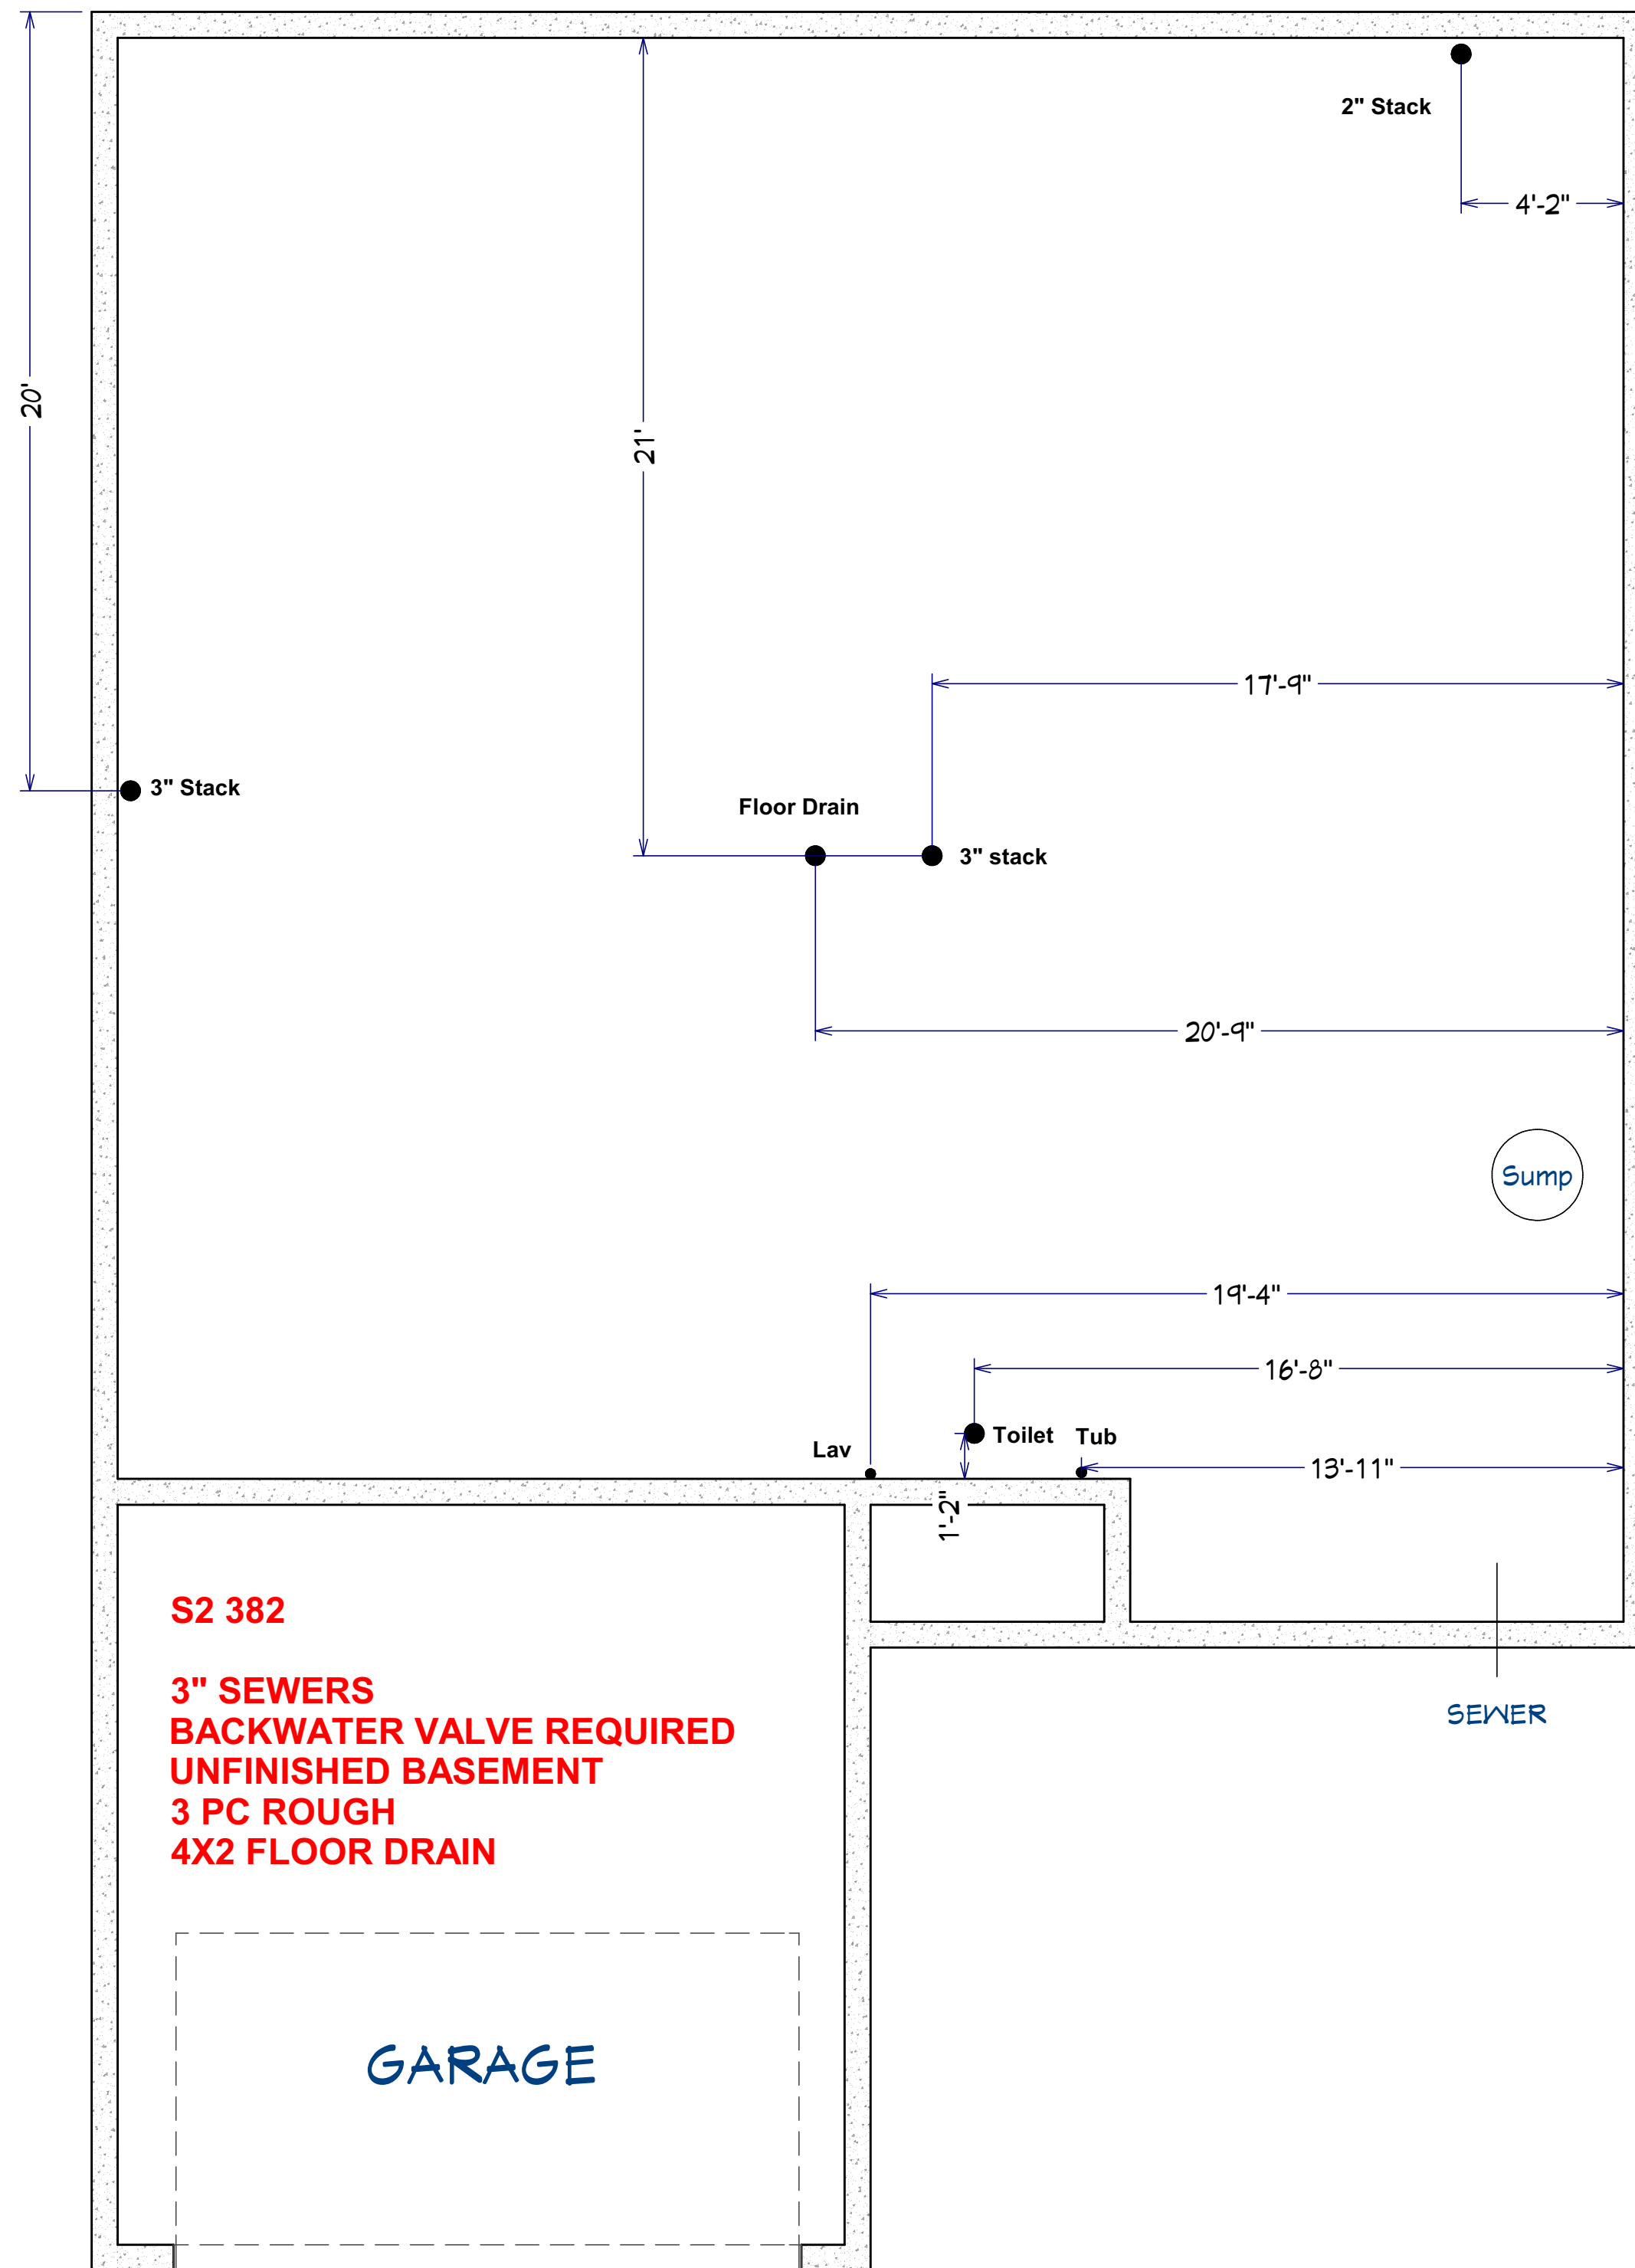 2" Stack
4'-2"
20'
21'
17'-9"
3" Stack
Floor Drain
3" stack
20'-9"
Sump
19'-4"
16'-8"
Toilet
Tub
Lav
13'-11"
1'-2"
S2 382
3" SEWERS
BACKWATER VALVE REQUIRED
UNFINISHED BASEMENT
3 PC ROUGH
4X2 FLOOR DRAIN
SEWER
GARAGE